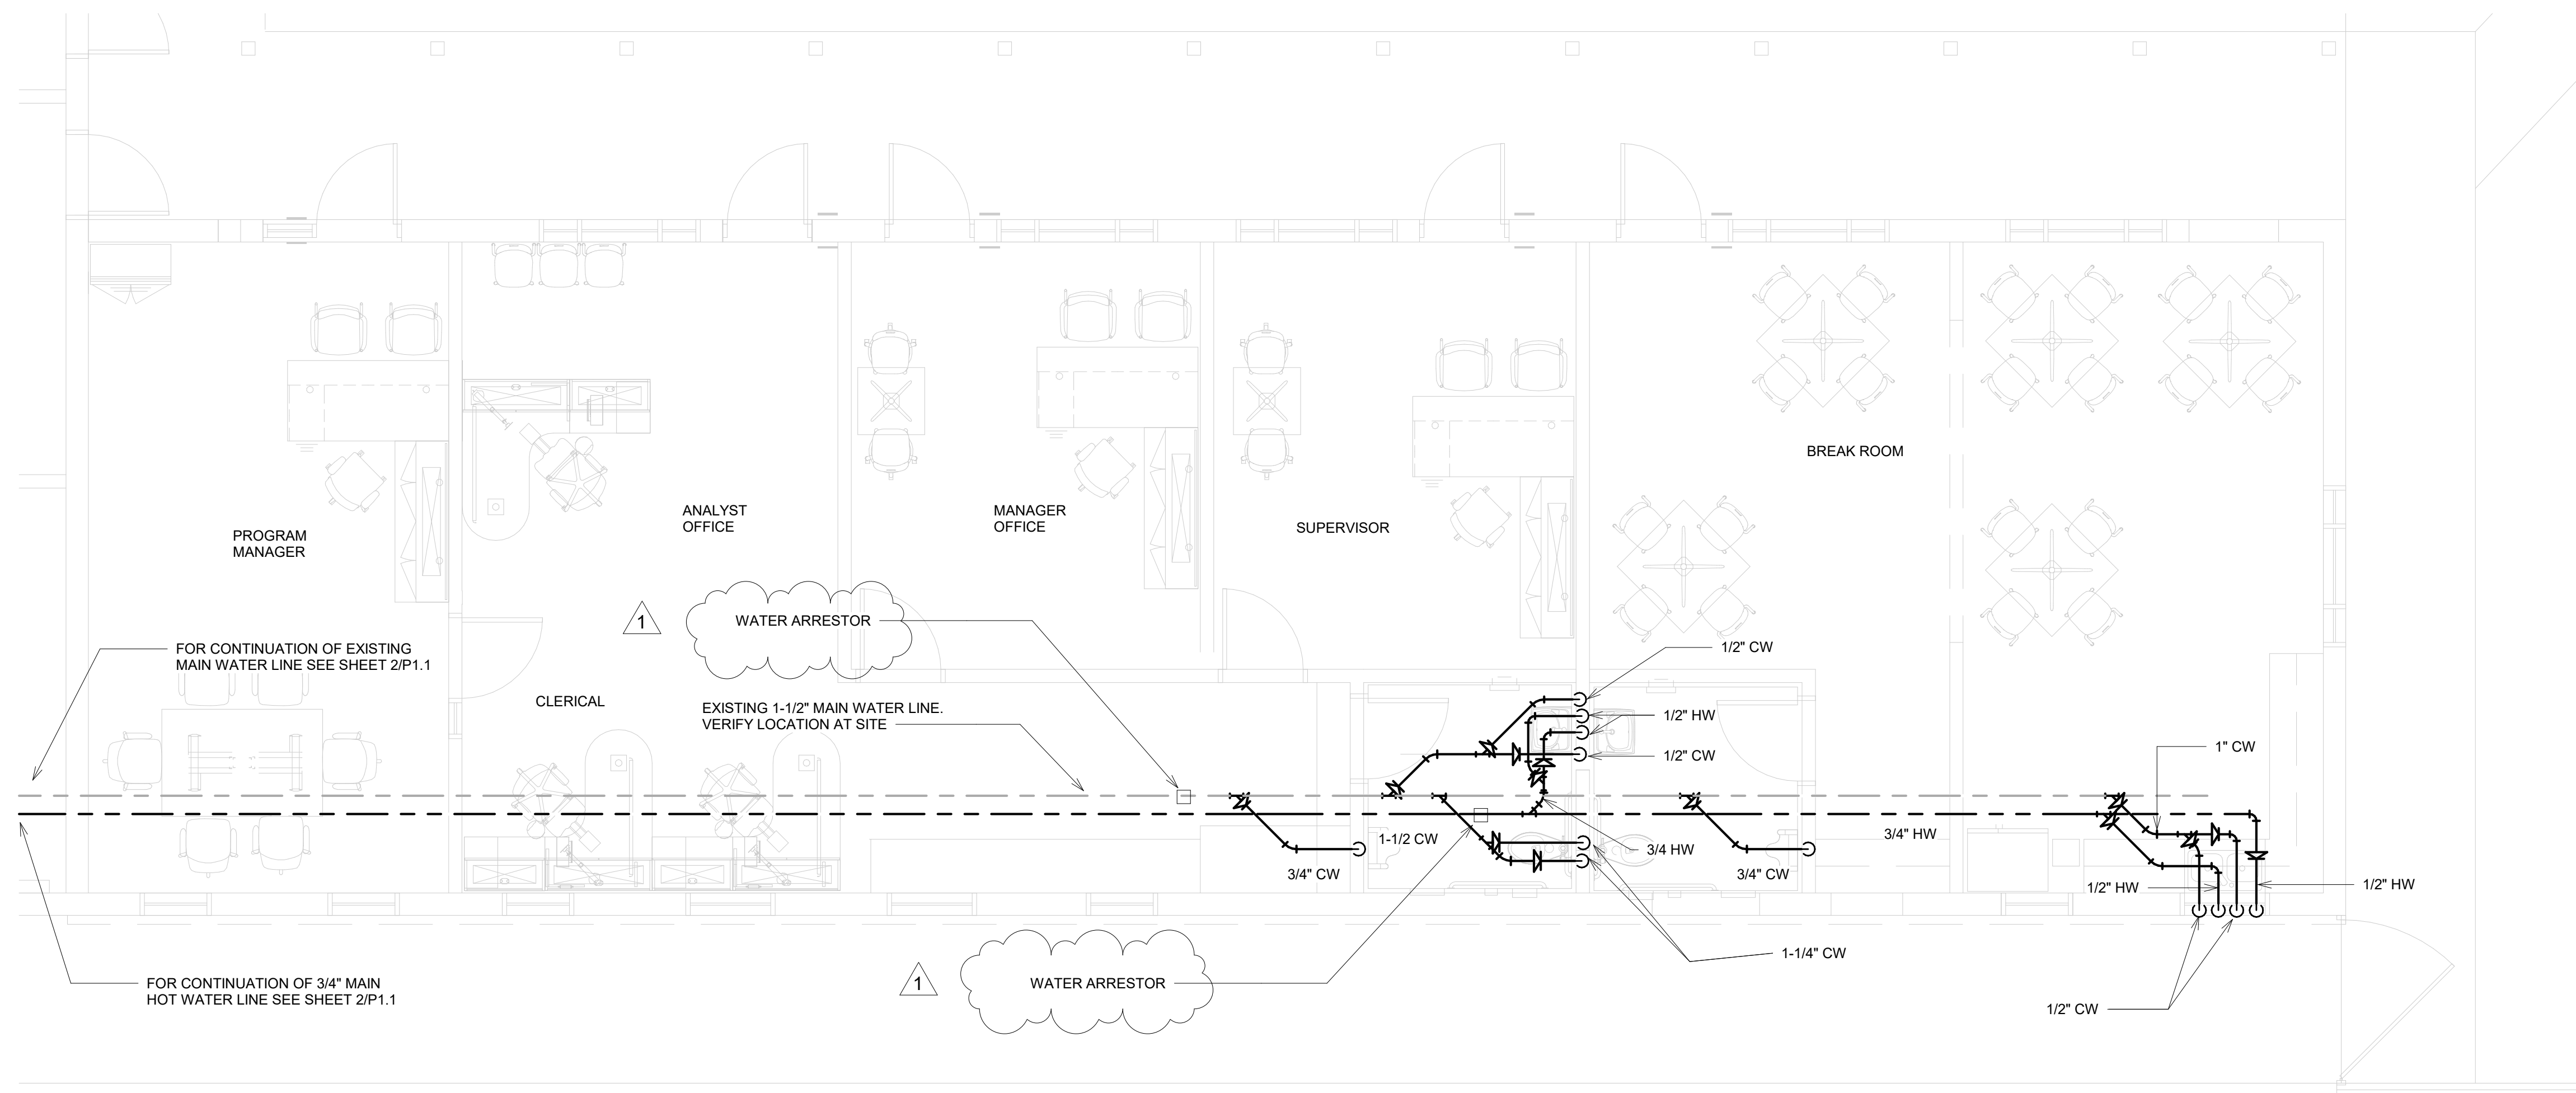 BREAK ROOM
PROGRAM
MANAGER
ANALYST
OFFICE
MANAGER
OFFICE
SUPERVISOR
1
WATER ARRESTOR
FOR CONTINUATION OF EXISTING
MAIN WATER LINE SEE SHEET 2/P1.1
1/2" CW
CLERICAL
EXISTING 1-1/2" MAIN WATER LINE.
VERIFY LOCATION AT SITE
1/2" HW
1/2" CW
1" CW
1-1/2 CW
3/4 HW
3/4" HW
3/4" CW
3/4" CW
1/2" HW
1/2" HW
1-1/4" CW
1
WATER ARRESTOR
FOR CONTINUATION OF 3/4" MAIN
HOT WATER LINE SEE SHEET 2/P1.1
1/2" CW